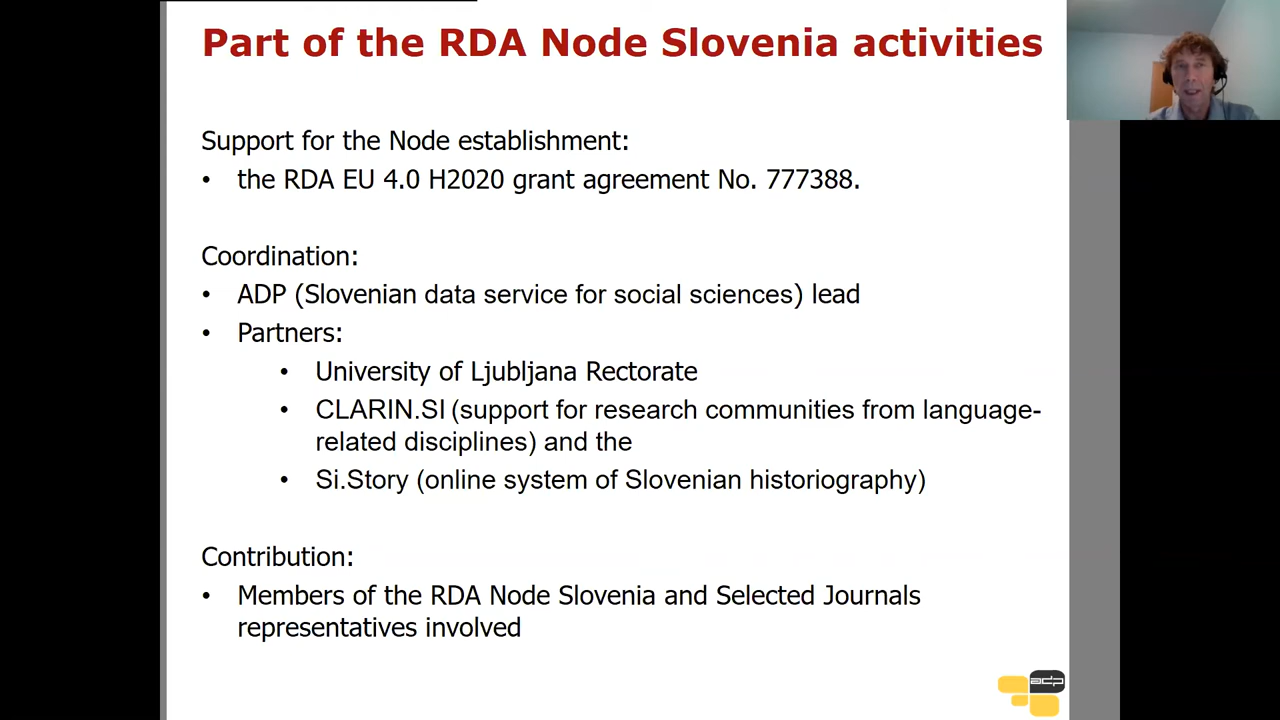 Part of the RDA Node Slovenia activities
Support for the Node establishment:
• the RDA EU 4.0 H2020 grant agreement No. 777388.
Coordination:
• ADP (Slovenian data service for social sciences) lead
• Partners:
• University of Ljubljana Rectorate
• CLARIN.SI (support for research communities from language-
related disciplines) and the
• Si.Story (online system of Slovenian historiography)
Contribution:
• Members of the RDA Node Slovenia and Selected Journals
representatives involved
adp